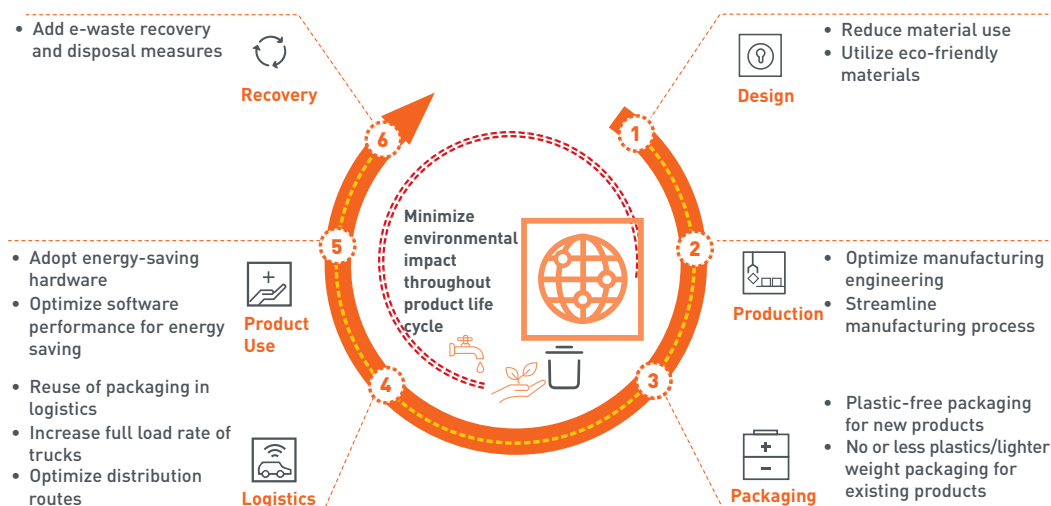 • Reduce material use
• Utilize eco-friendly
materials
Design
1
• Optimize manufacturing
engineering
• Streamline
manufacturing process
Production
2
• Plastic-free packaging
for new products
• No or less plastics/lighter
weight packaging for
existing products
Packaging
3
• Reuse of packaging in
logistics
• Increase full load rate of
trucks
• Optimize distribution
routes
Logistics
4
• Adopt energy-saving
hardware
• Optimize software
performance for energy
saving
Product
Use
5
• Add e-waste recovery
and disposal measures
Recovery
6
Minimize
environmental
impact
throughout
product life
cycle